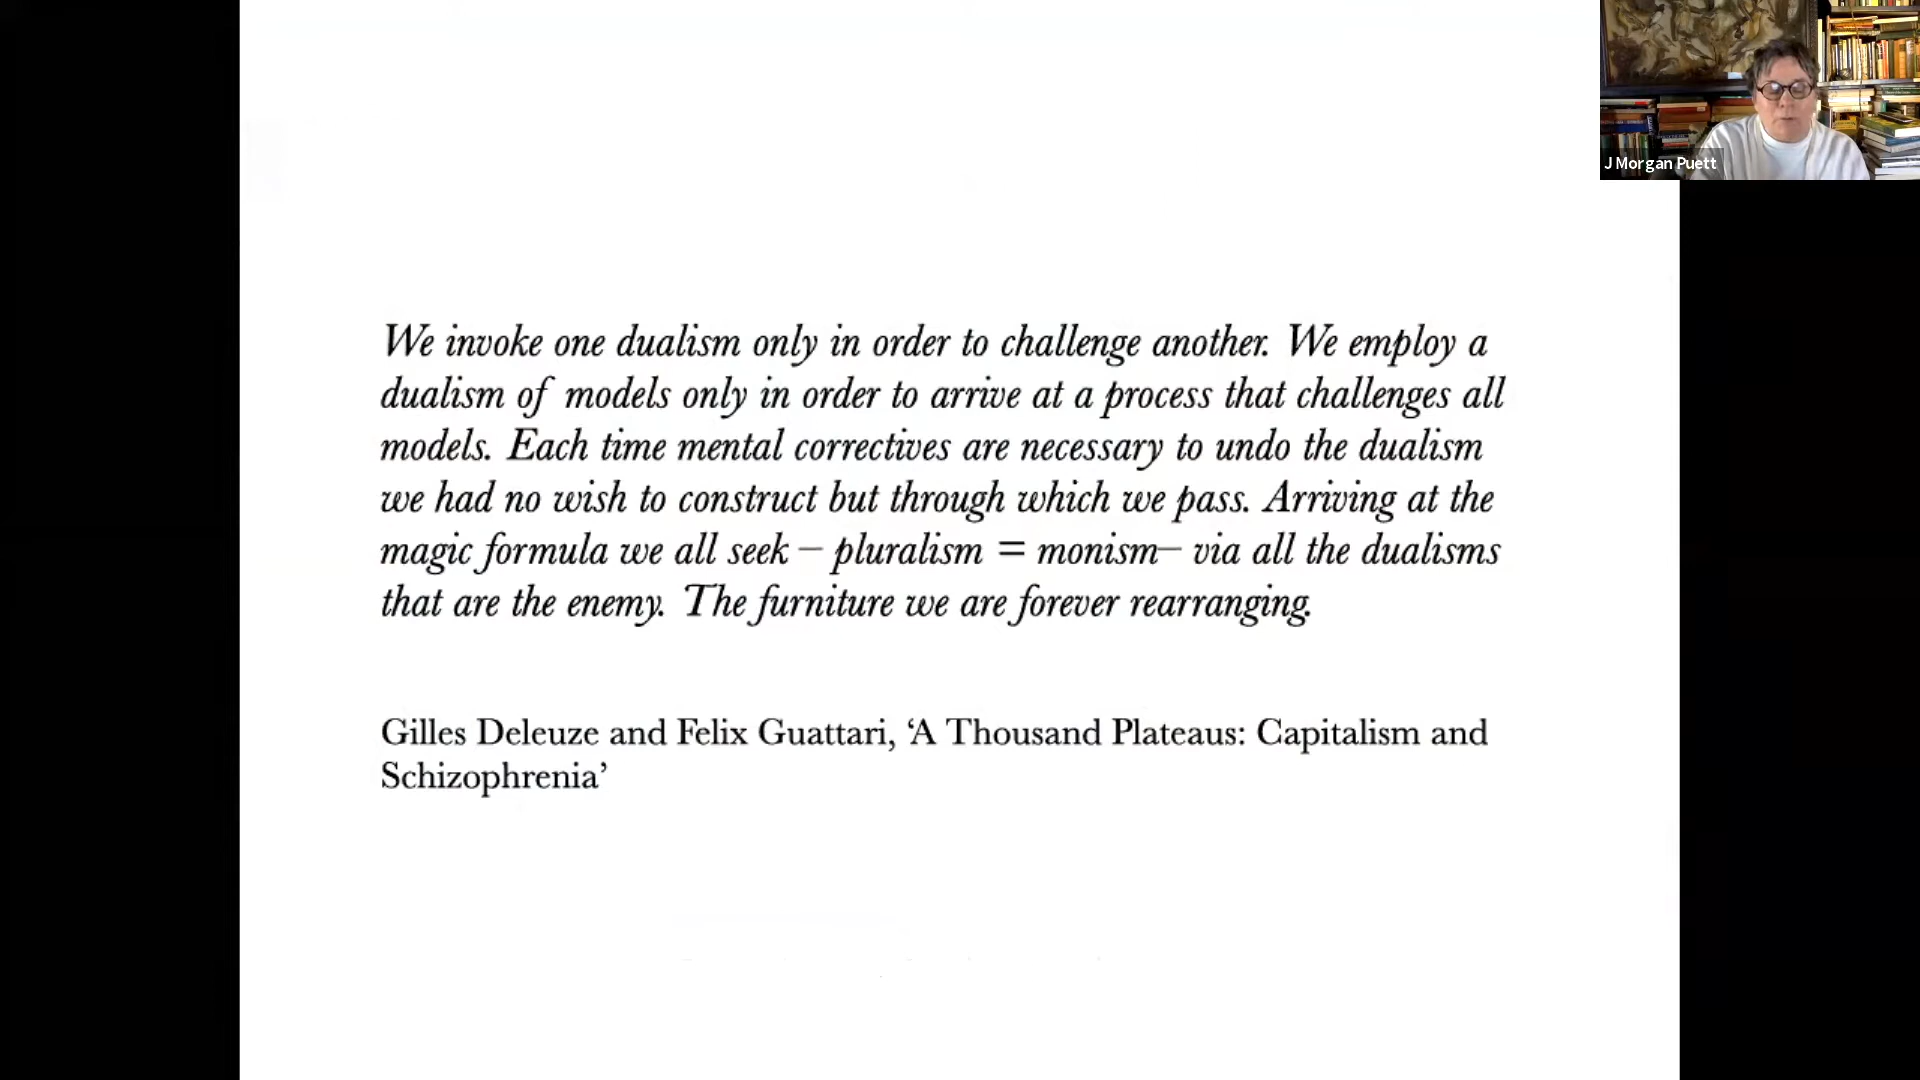 J Morgan Puett
We invoke one dualism only in order to challenge another. We employ a
dualism of models only in order to arrive at a process that challenges all
models. Each time mental correctives are necessary to undo the dualism
we had no wish to construct but through which we pass. Arriving at the
magic formula we all seek – pluralism = monism– via all the dualisms
that are the enemy. The furniture we are forever rearranging.
Gilles Deleuze and Felix Guattari, ‘A Thousand Plateaus: Capitalism and
Schizophrenia’